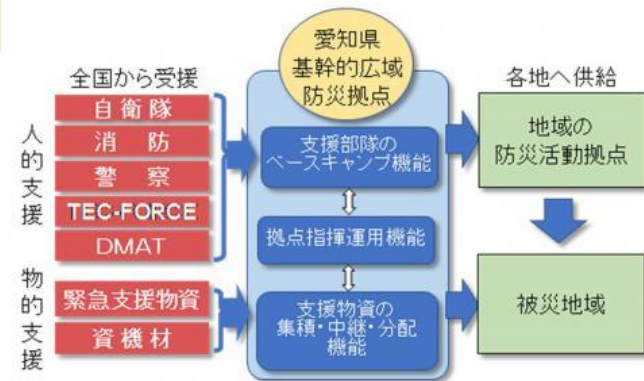 愛知県
基幹的広域
防災拠点
全国から受援
各地へ供給
人的支援
自衛隊
消防
警察
TEC-FORCE
DMAT
支援部隊の
ベースキャンプ機能
地域の
防災活動拠点
拠点指揮運用機能
物的支援
緊急支援物資
資機材
支援物資の
集積・中継・分配
機能
被災地域